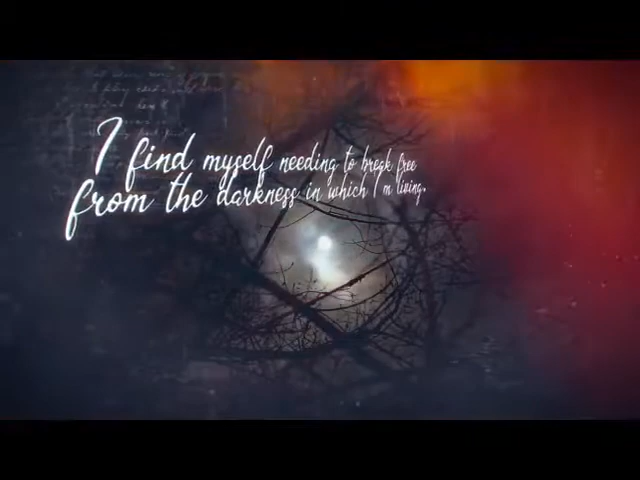 I find myself needing to break free
from the darkness in which I'm living.